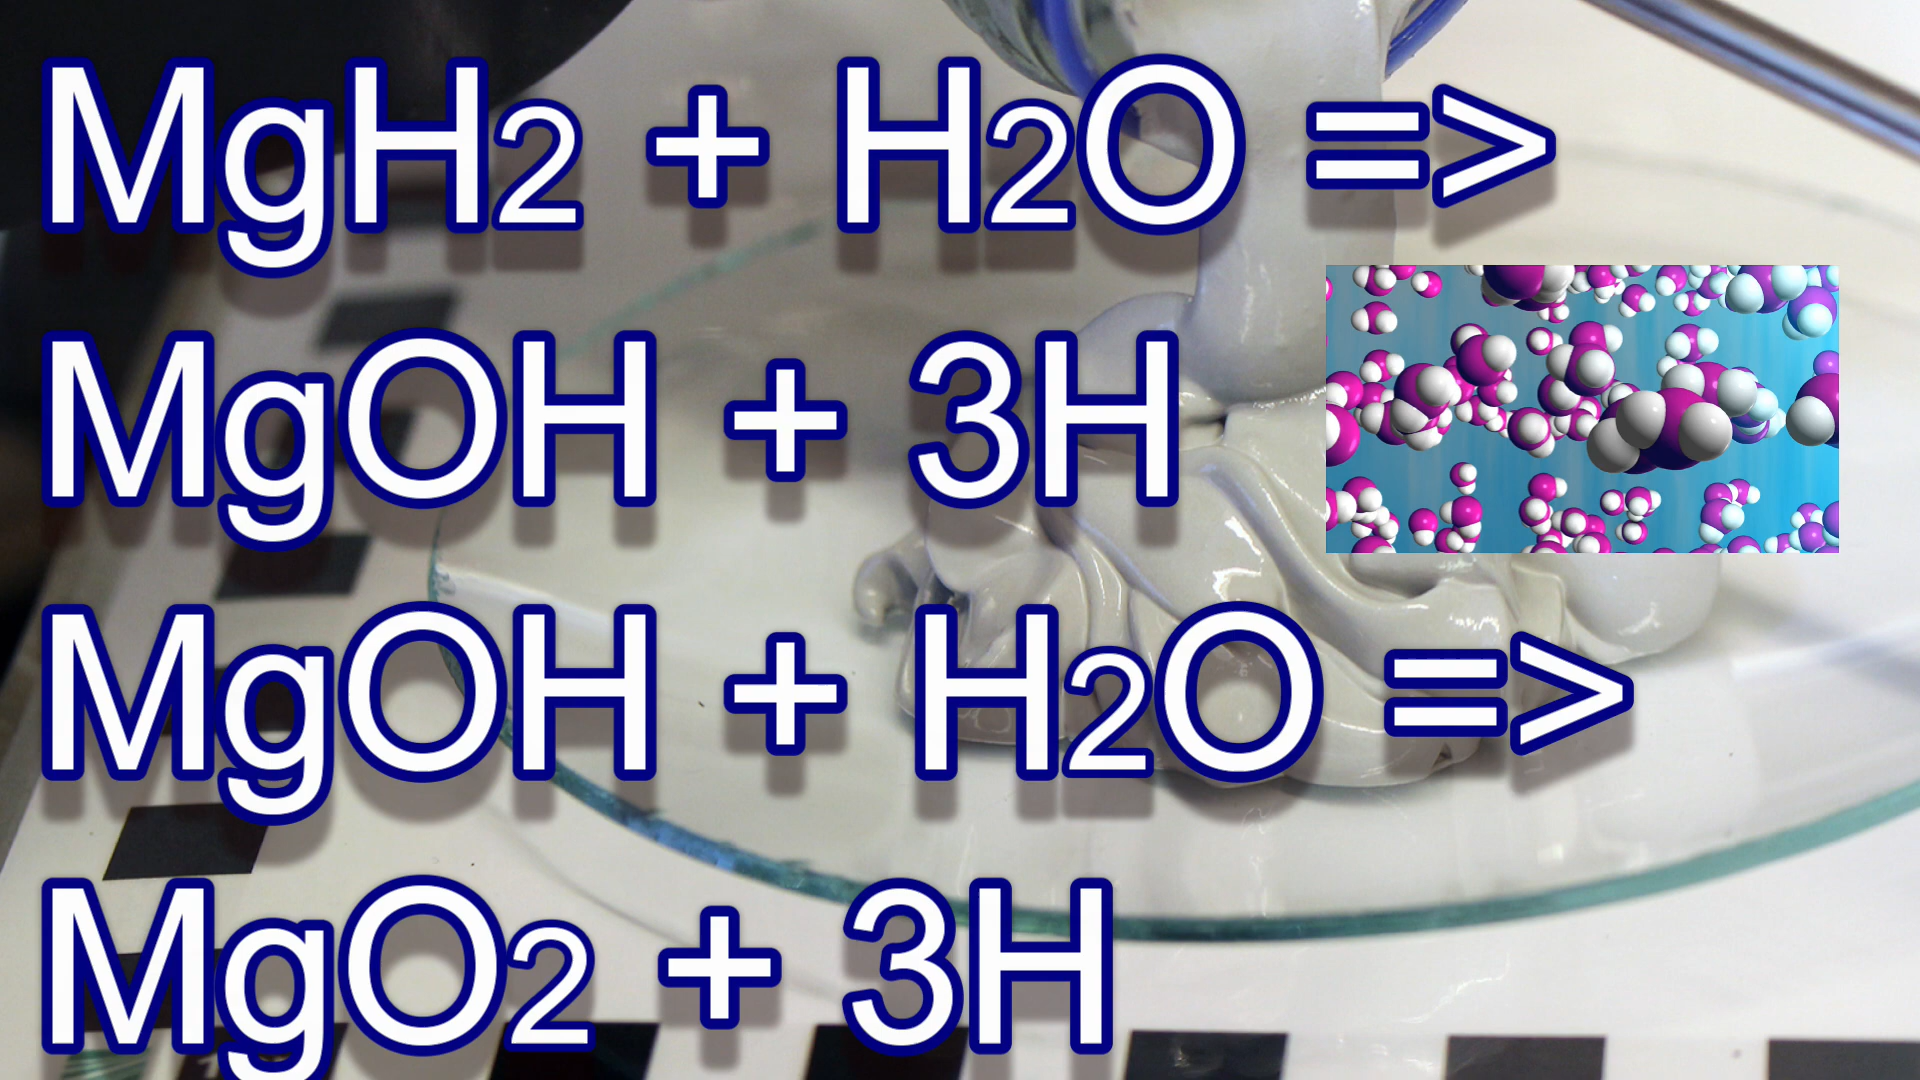 MgH2 + H2O =>
MgOH + 3H
MgOH + H2O =>
MgO2 + 3H